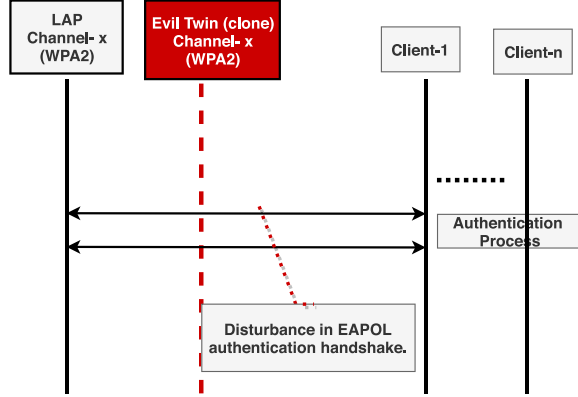 LAP
Channel- x
(WPA2)
Evil Twin (clone)
Channel- x
(WPA2)
Client-1
Client-n
Authentication
Process
Disturbance in EAPOL
authentication handshake.